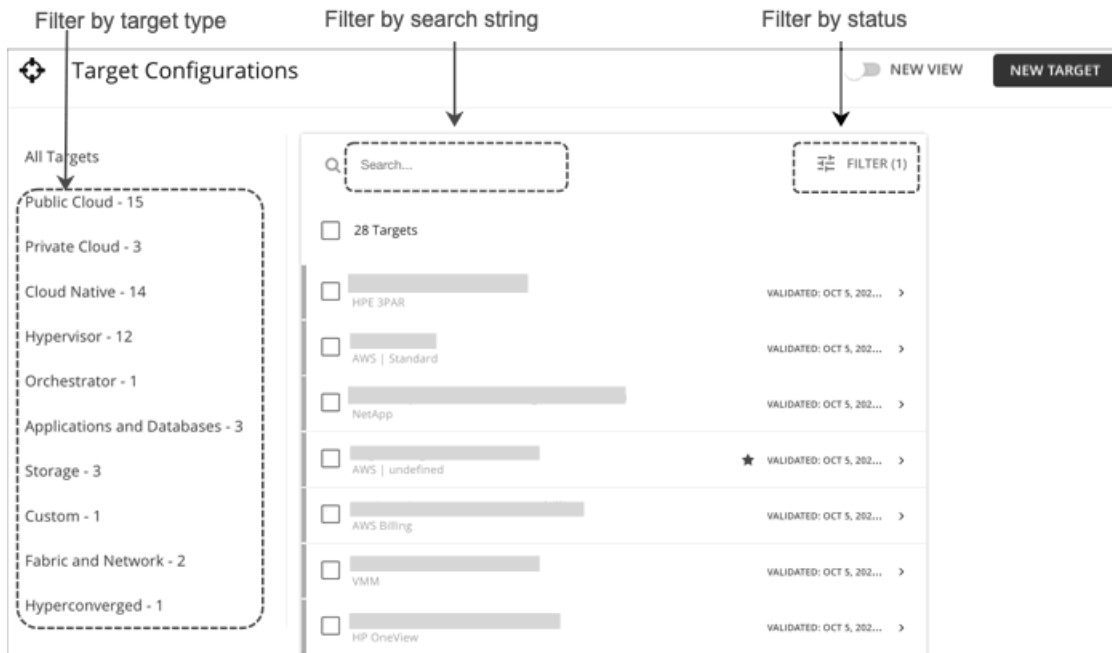 Filter by target type
Filter by search string
Filter by status
Target Configurations
NEW VIEW
NEW TARGET
All Targets
Public Cloud - 15
Private Cloud - 3
Cloud Native - 14
Hypervisor - 12
Orchestrator - 1
Applications and Databases - 3
Storage - 3
Custom - 1
Fabric and Network - 2
Hyperconverged - 1
Search...
FILTER (1)
28 Targets
HPE 3PAR
VALIDATED: OCT 5, 202...
AWS | Standard
VALIDATED: OCT 5, 202...
NetApp
VALIDATED: OCT 5, 202...
AWS | undefined
VALIDATED: OCT 5, 202...
AWS Billing
VALIDATED: OCT 5, 202...
VMM
VALIDATED: OCT 5, 202...
HP OneView
VALIDATED: OCT 5, 202...